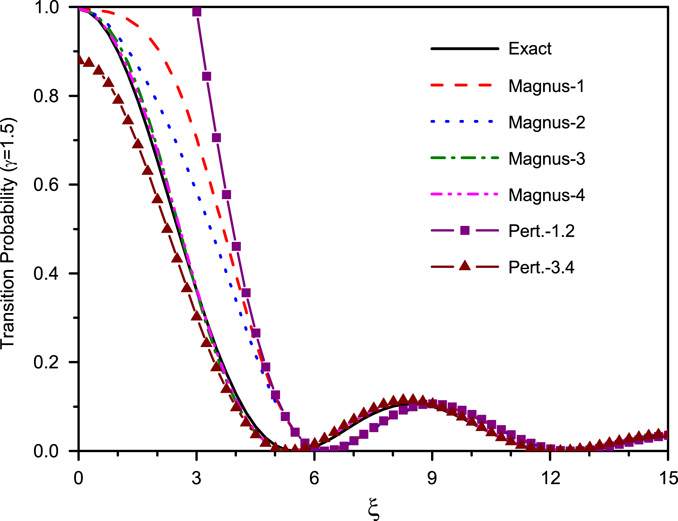 Transition Probability (γ=1.5)
1.0
0.8
0.6
0.4
0.2
0.0
Exact
Magnus-1
Magnus-2
Magnus-3
Magnus-4
Pert.-1.2
Pert.-3.4
0 3 6 9 12 15
ξ